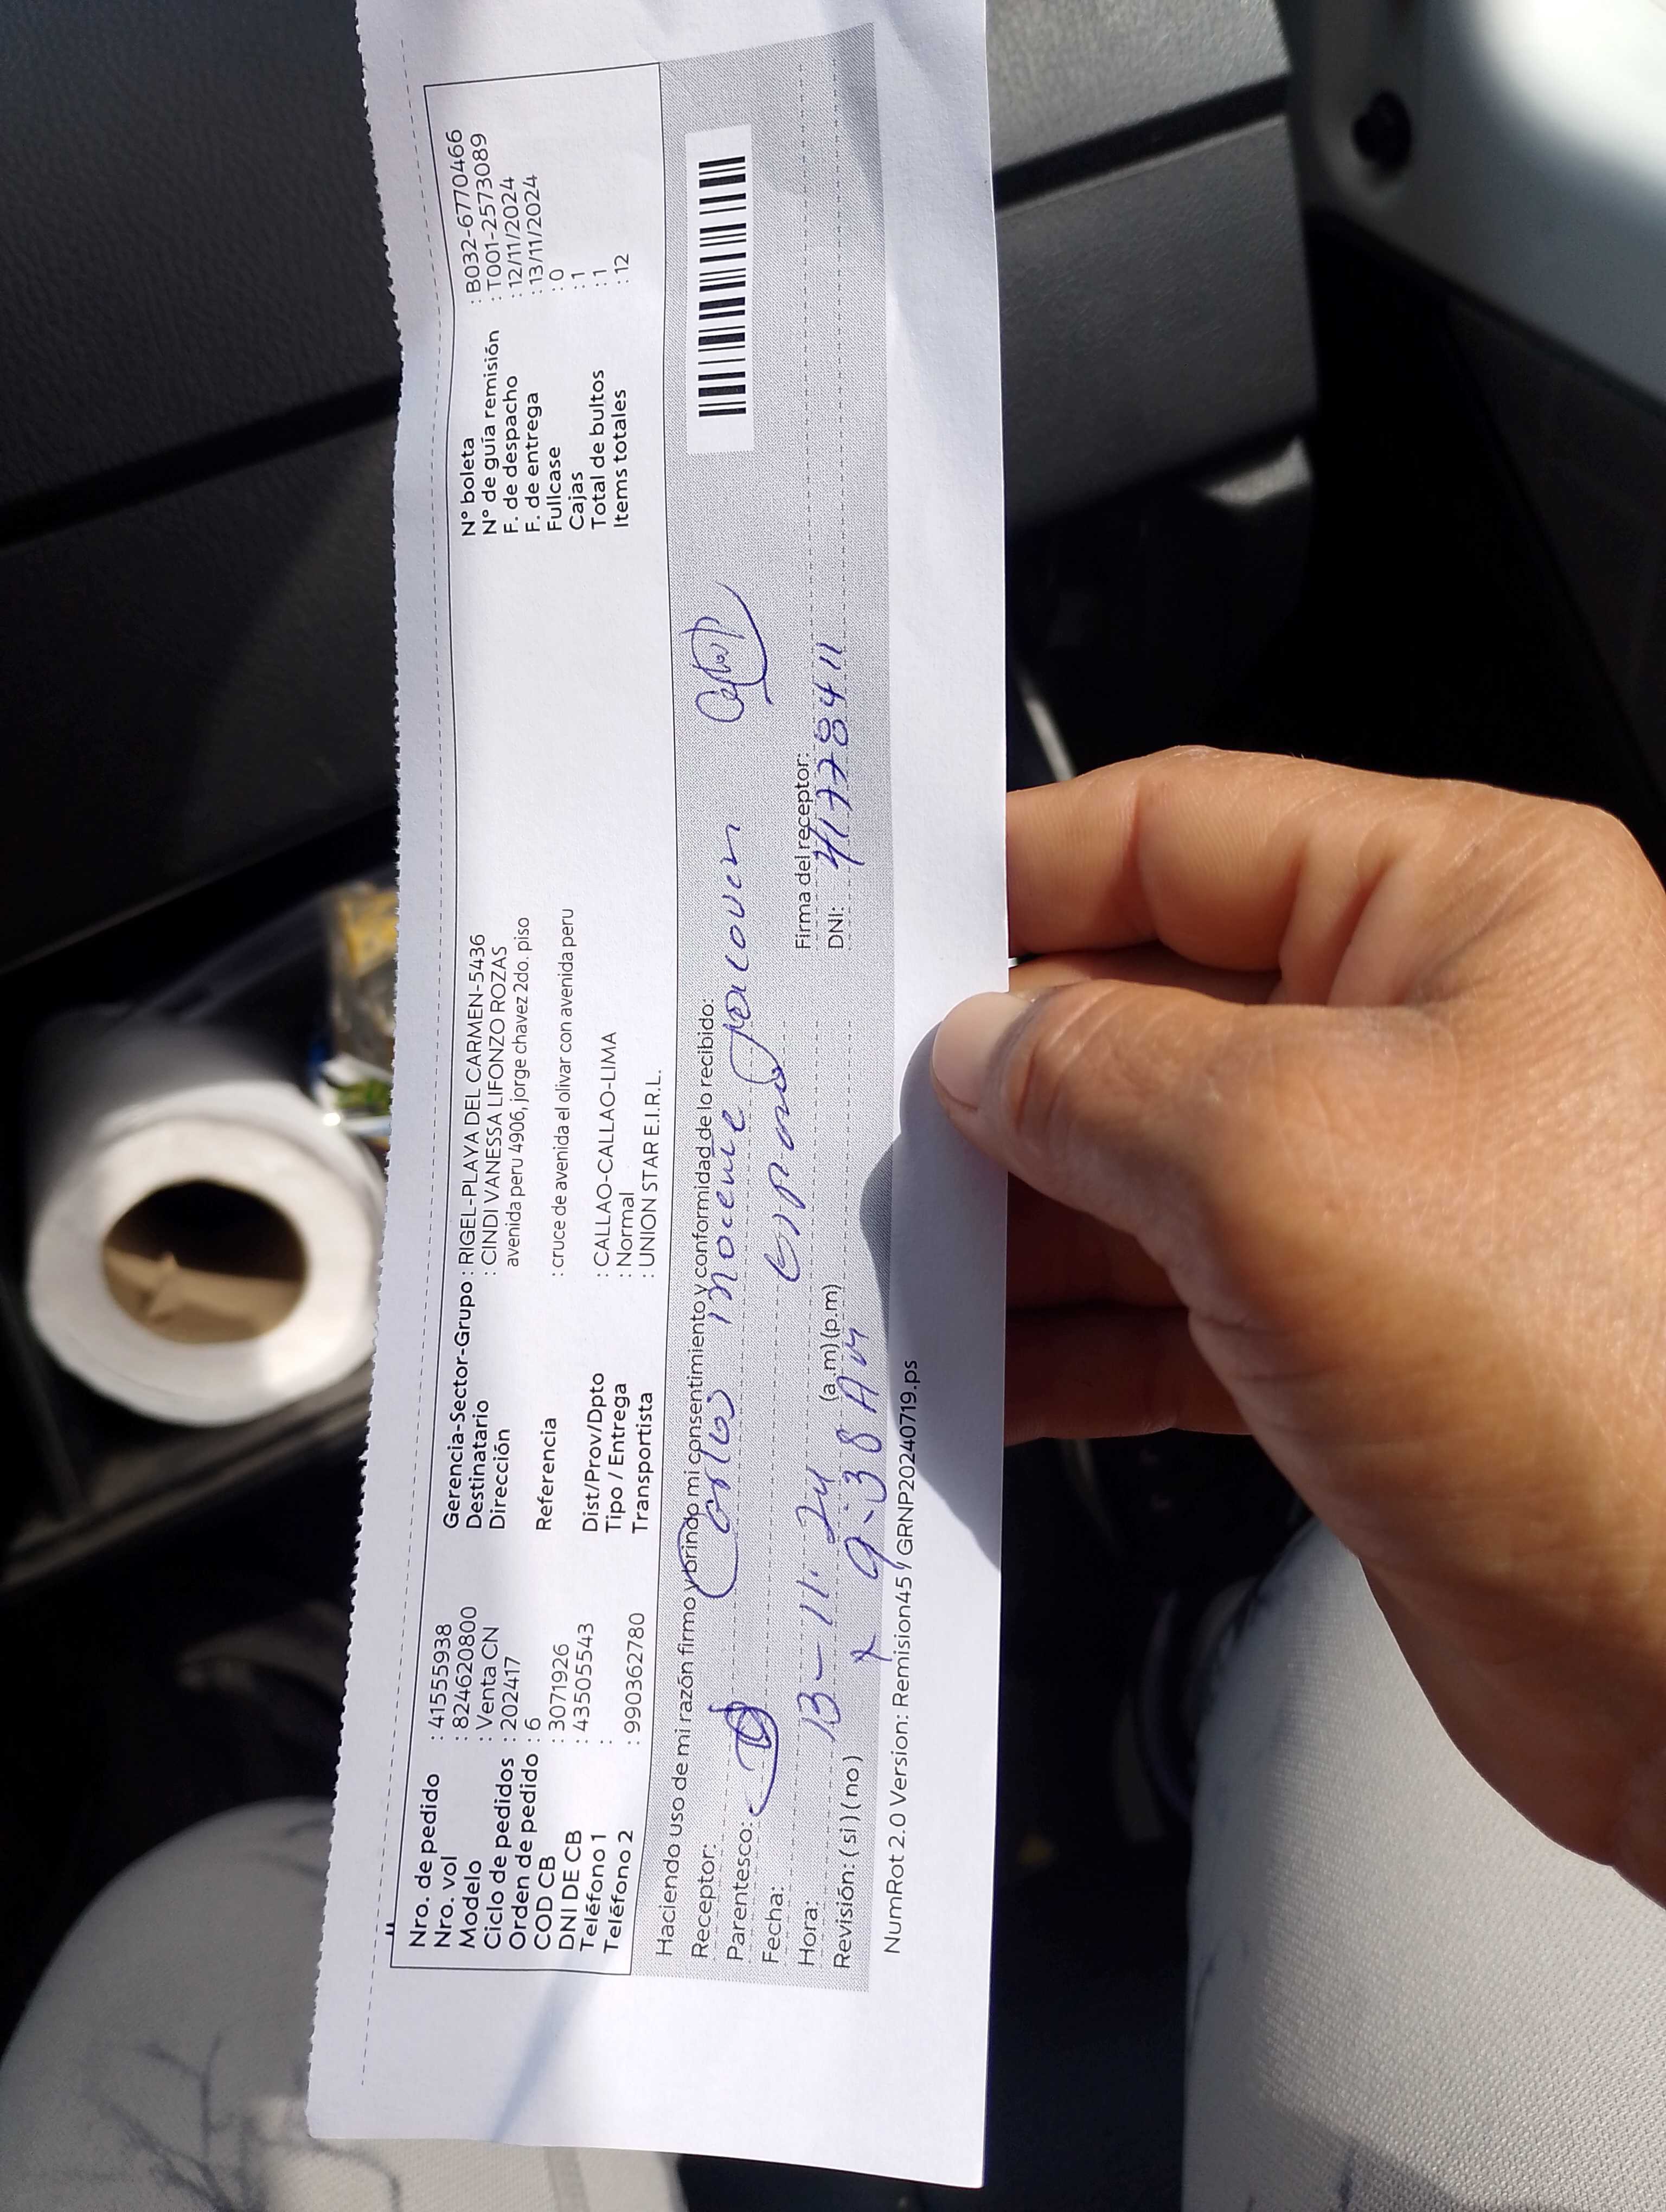 Nro. de pedido : 41555938
Nro. vol : 824620800
Modelo : Venta CN
Ciclo de pedidos : 202417
Orden de pedido : 6
COD CB : 3071926
DNI DE CB : 43505543
Teléfono 1 :
Teléfono 2 : 990362780
Gerencia-Sector-Grupo : RIGEL-PLAYA DEL CARMEN-5436
Destinatario : CINDI VANESSA LIFONZO ROZAS
Dirección avenida peru 4906, jorge chavez 2do. piso
Referencia : cruce de avenida el olivar con avenida peru
Dist/Prov/Dpto : CALLAO-CALLAO-LIMA
Tipo / Entrega : Normal
Transportista : UNION STAR E.I.R.L.
N° boleta : B032-6770466
N° de guía remisión : T001-2573089
F. de despacho : 12/11/2024
F. de entrega : 13/11/2024
Fullcase : 0
Cajas : 1
Total de bultos : 1
Items totales : 12
Haciendo uso de mi razón firmo y brindo mi consentimiento y conformidad de lo recibido:
Receptor: Carlos inocente
Parentesco: esposo
Fecha: 13-11-24
Firma del receptor:
Hora: 9:38 AM (a.m) (p.m)
DNI: 41778411
Revisión: (si) (no)
NumRot 2.0 Version: Remision45 / GRNP20240719.ps